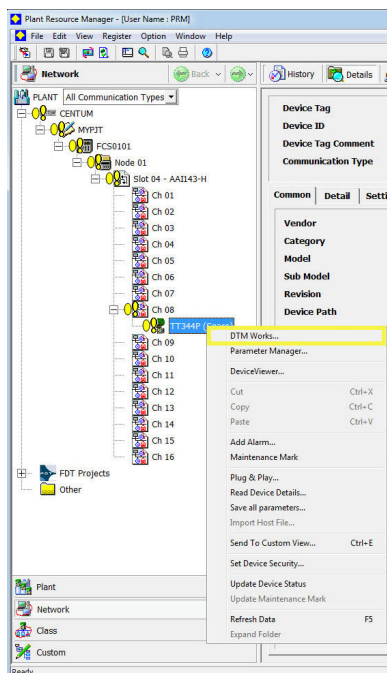 Plant Resource Manager - [User Name : PRM]
File Edit View Register Option Window Help
Network
Back
History
Details
PLANT
All Communication Types
CENTUM
MYPJT
FCS0101
Node 01
Slot 04 - AAI143-H
Ch 01
Ch 02
Ch 03
Ch 04
Ch 05
Ch 06
Ch 07
Ch 08
TT344P
Ch 09
Ch 10
Ch 11
Ch 12
Ch 13
Ch 14
Ch 15
Ch 16
FDT Projects
Other
Plant
Network
Class
Custom
Ready
Device Tag
Device ID
Device Tag Comment
Communication Type
Common Detail Setti
Vendor
Category
Model
Sub Model
Revision
Device Path
DTM Works...
Parameter Manager...
DeviceViewer...
Cut Ctrl+X
Copy Ctrl+C
Paste Ctrl+V
Add Alarm...
Maintenance Mark
Plug & Play...
Read Device Details...
Save all parameters...
Import Host File...
Send To Custom View... Ctrl+E
Set Device Security...
Update Device Status
Update Maintenance Mark
Refresh Data F5
Expand Folder